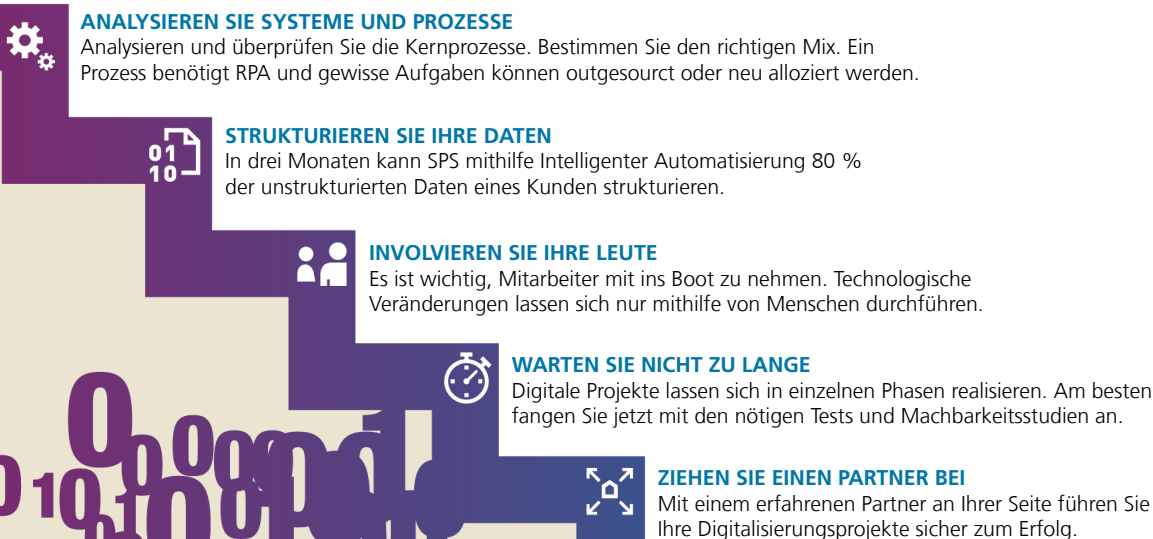 ANALYSIEREN SIE SYSTEME UND PROZESSE
Analysieren und überprüfen Sie die Kernprozesse. Bestimmen Sie den richtigen Mix. Ein
Prozess benötigt RPA und gewisse Aufgaben können outgesourct oder neu alloziert werden.
01
10
STRUKTURIEREN SIE IHRE DATEN
In drei Monaten kann SPS mithilfe Intelligenter Automatisierung 80 %
der unstrukturierten Daten eines Kunden strukturieren.
INVOLVIEREN SIE IHRE LEUTE
Es ist wichtig, Mitarbeiter mit ins Boot zu nehmen. Technologische
Veränderungen lassen sich nur mithilfe von Menschen durchführen.
WARTEN SIE NICHT ZU LANGE
Digitale Projekte lassen sich in einzelnen Phasen realisieren. Am besten
fangen Sie jetzt mit den nötigen Tests und Machbarkeitsstudien an.
ZIEHEN SIE EINEN PARTNER BEI
Mit einem erfahrenen Partner an Ihrer Seite führen Sie
Ihre Digitalisierungsprojekte sicher zum Erfolg.